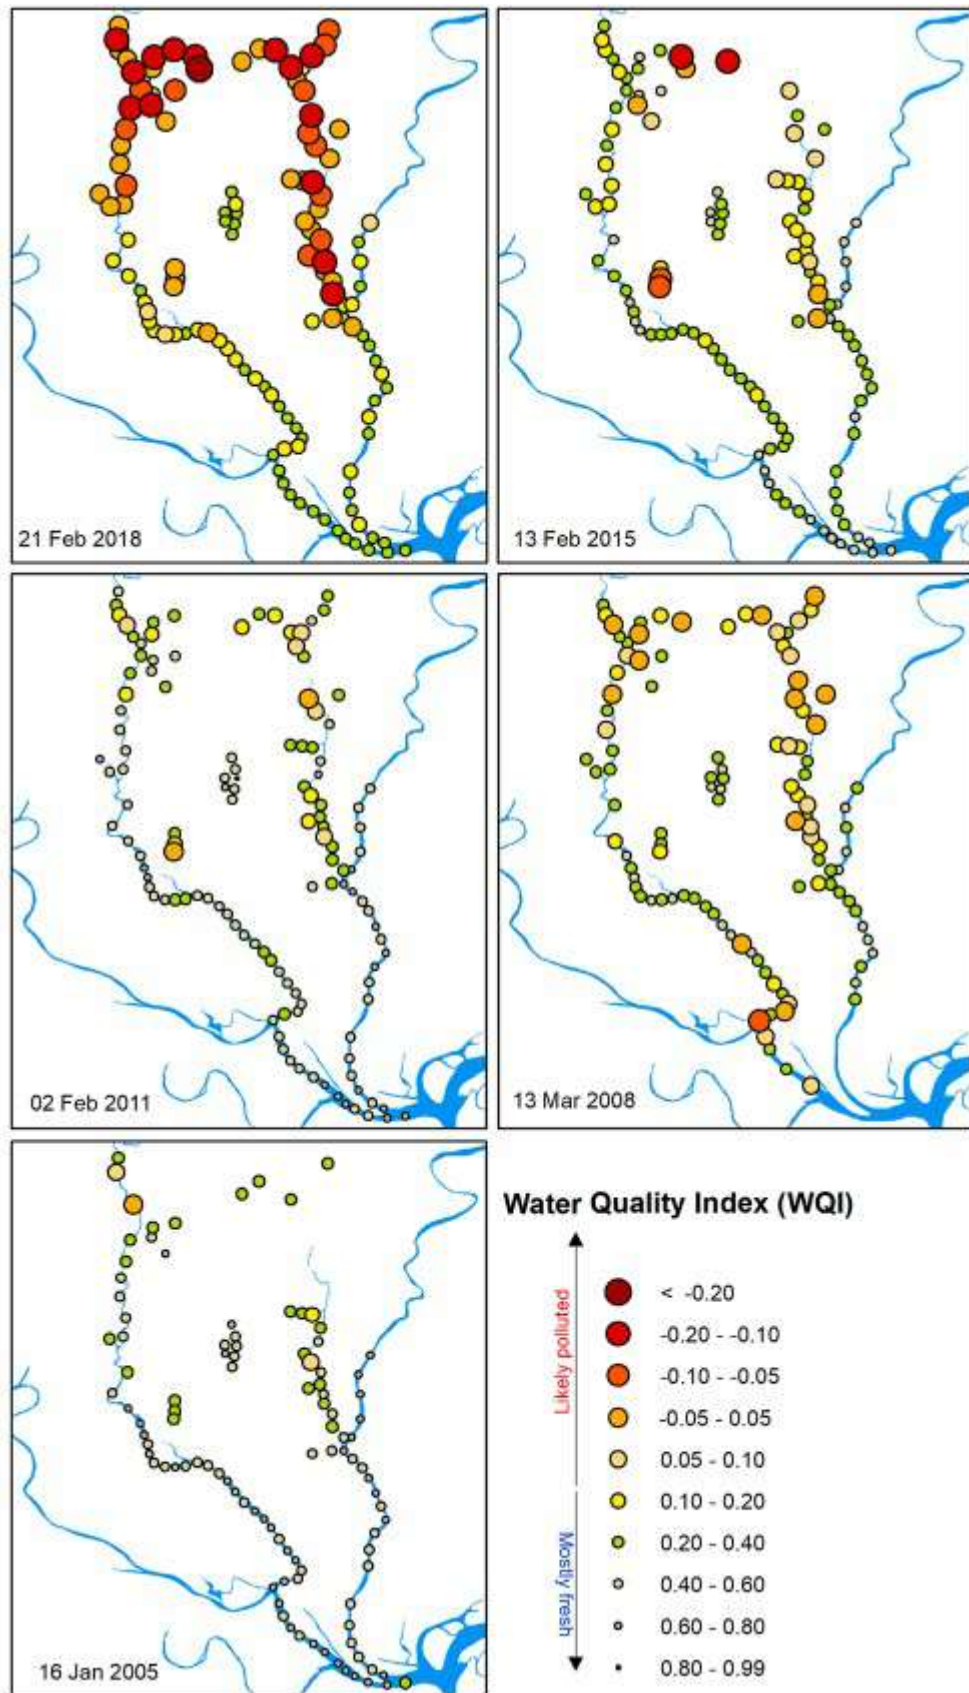 21 Feb 2018
13 Feb 2015
02 Feb 2011
13 Mar 2008
16 Jan 2005
Water Quality Index (WQI)
Likely polluted
Mostly fresh
< -0.20
-0.20 - -0.10
-0.10 - -0.05
-0.05 - 0.05
0.05 - 0.10
0.10 - 0.20
0.20 - 0.40
0.40 - 0.60
0.60 - 0.80
0.80 - 0.99